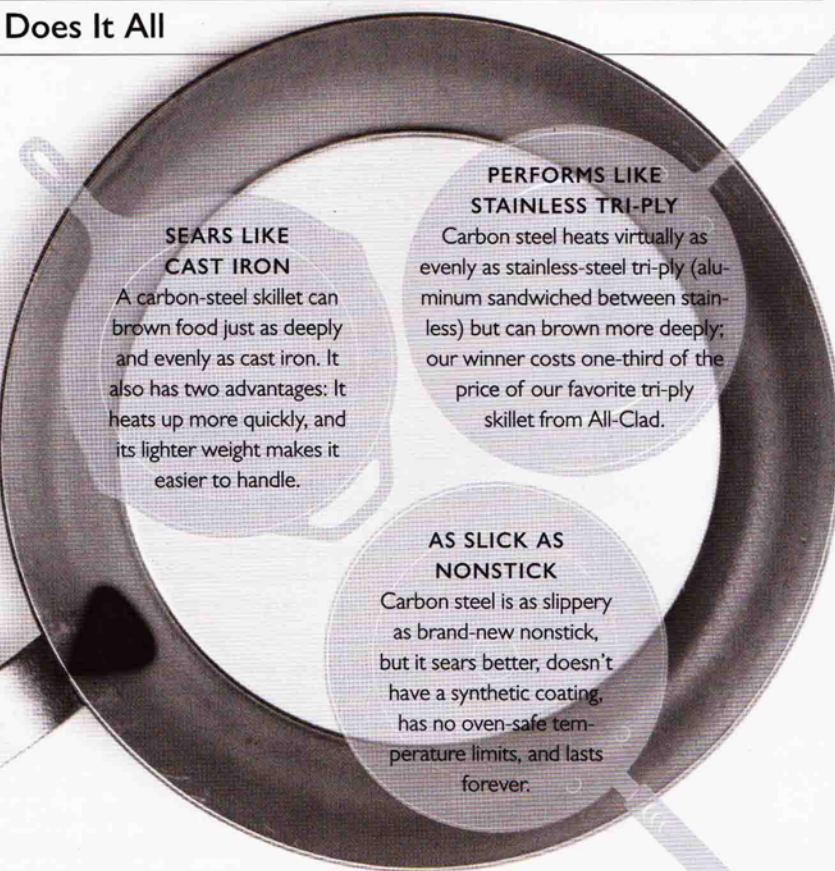 Does It All
SEARS LIKE
CAST IRON
A carbon-steel skillet can
brown food just as deeply
and evenly as cast iron. It
also has two advantages: It
heats up more quickly, and
its lighter weight makes it
easier to handle.
PERFORMS LIKE
STAINLESS TRI-PLY
Carbon steel heats virtually as
evenly as stainless-steel tri-ply (alu-
minum sandwiched between stain-
less) but can brown more deeply;
our winner costs one-third of the
price of our favorite tri-ply
skillet from All-Clad.
AS SLICK AS
NONSTICK
Carbon steel is as slippery
as brand-new nonstick,
but it sears better, doesn't
have a synthetic coating,
has no oven-safe tem-
perature limits, and lasts
forever.